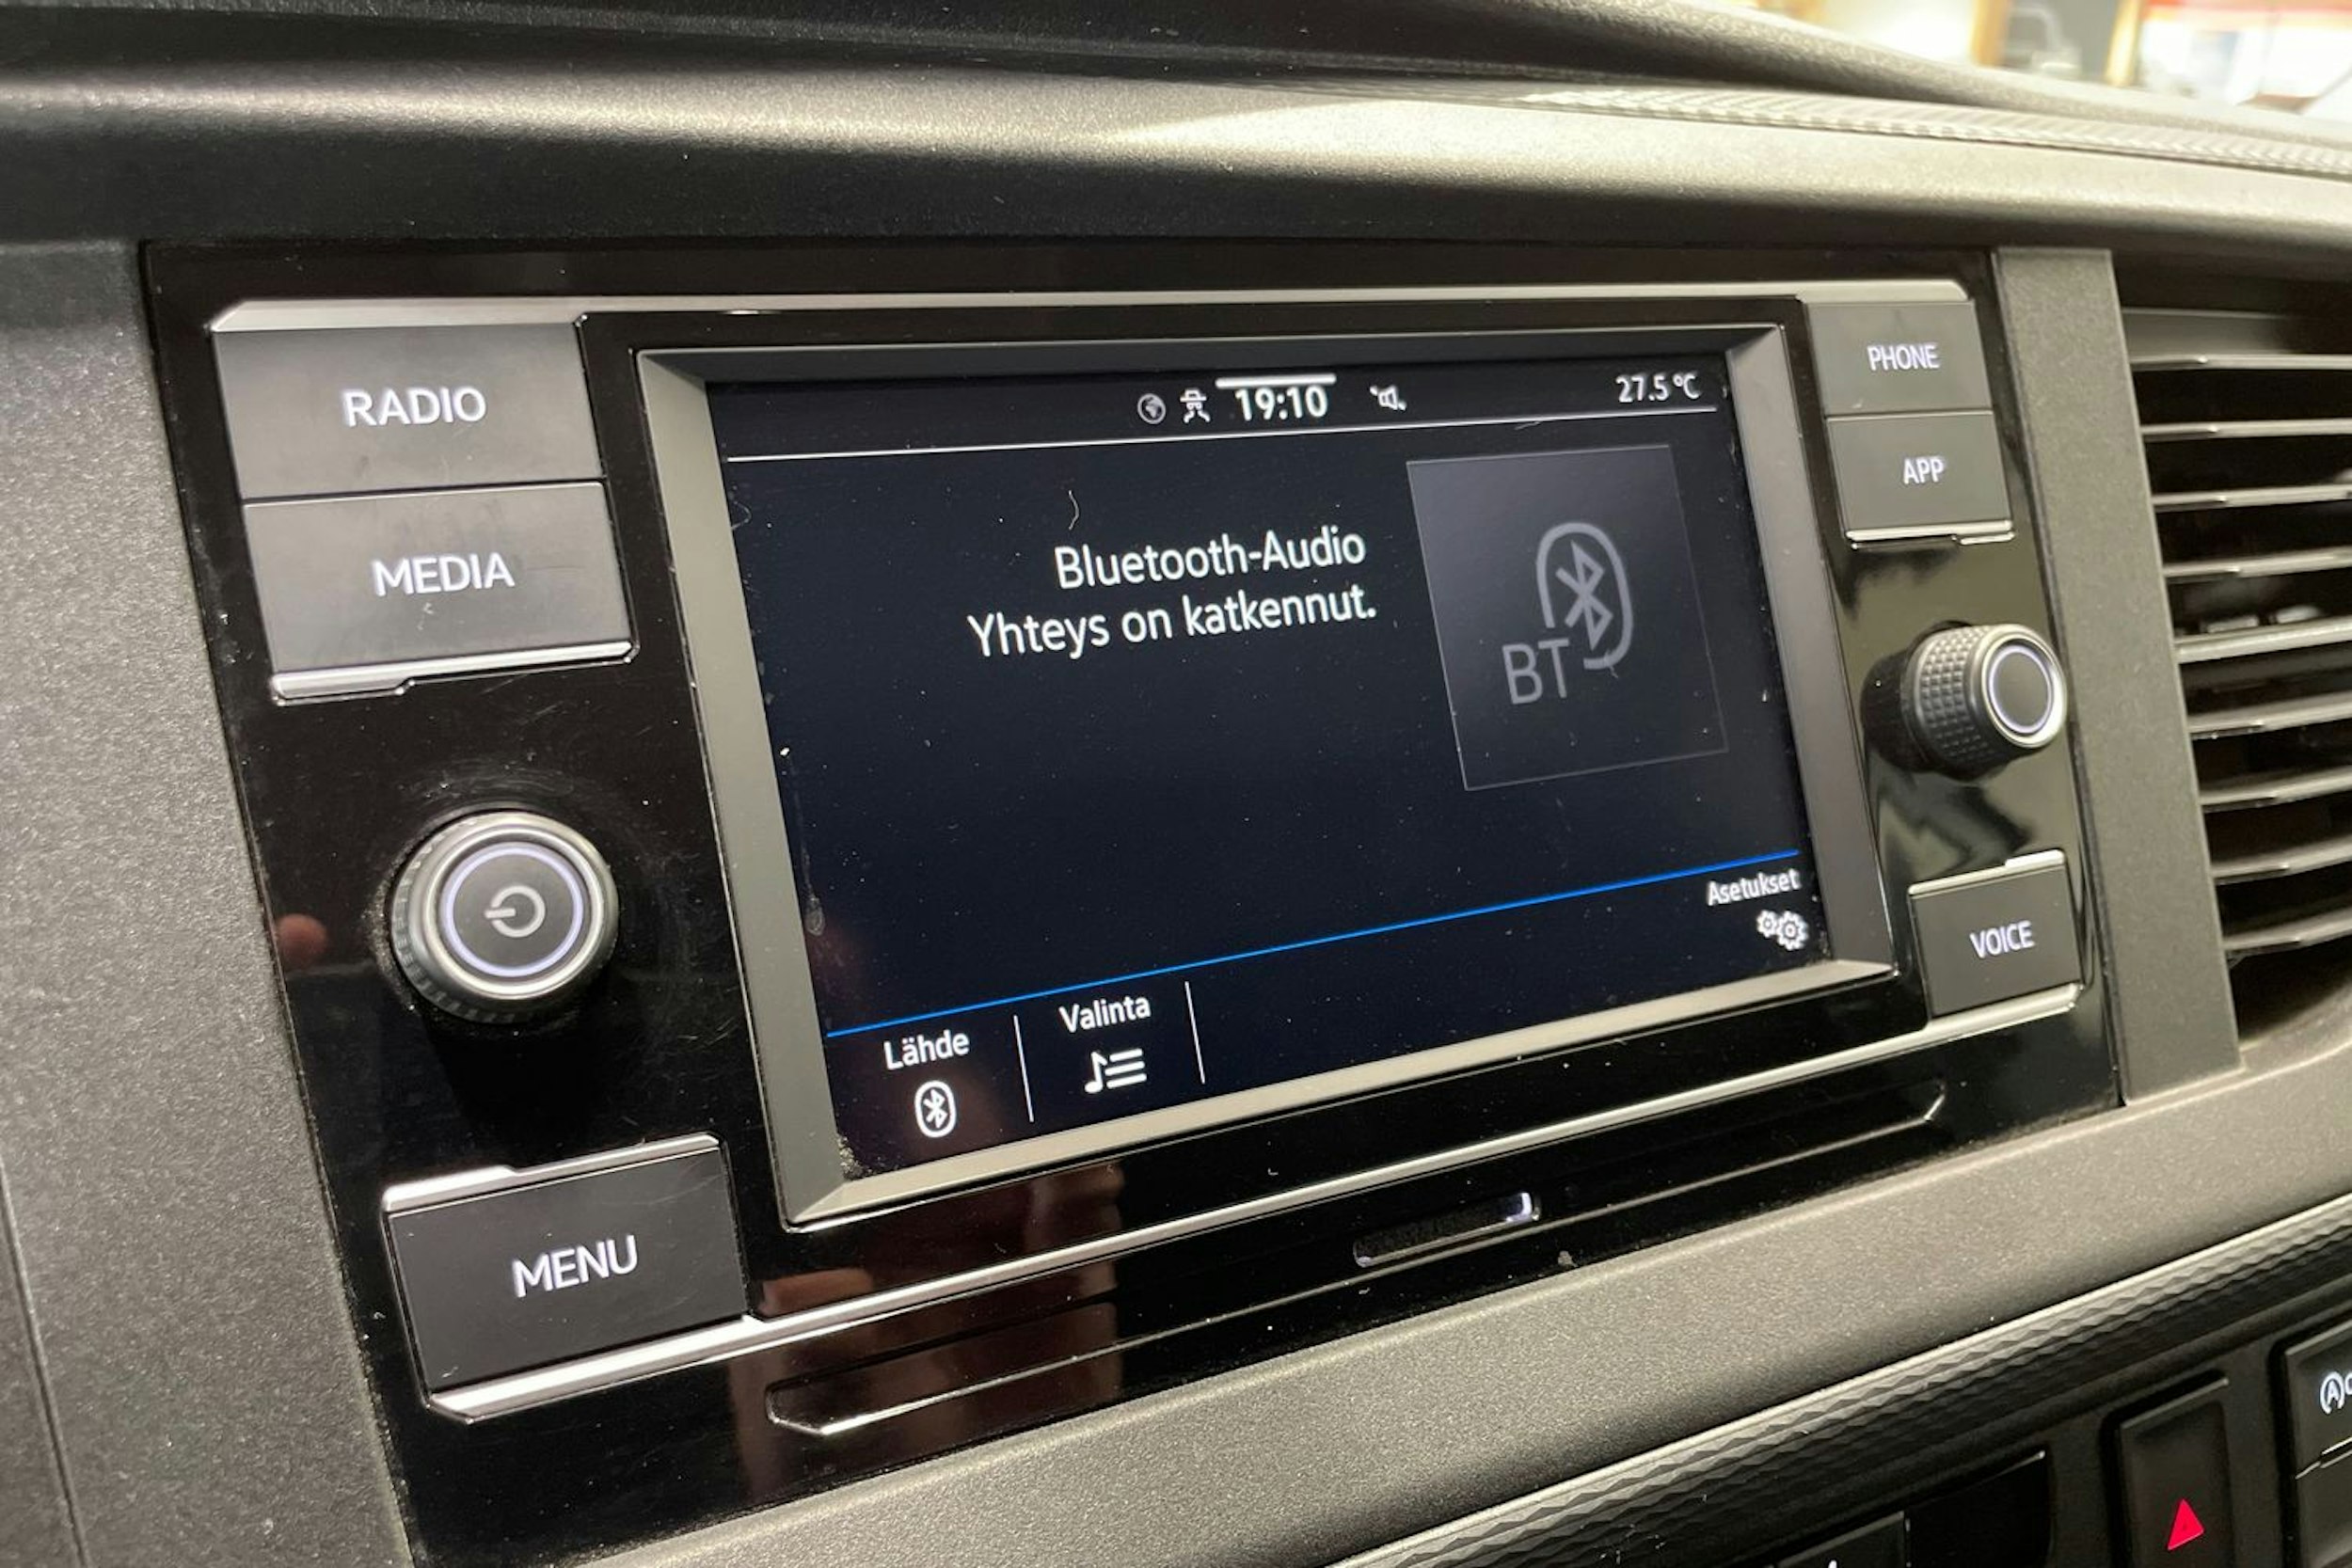 RADIO
MEDIA
MENU
19:10
27.5 °C
Bluetooth-Audio
Yhteys on katkennut.
BT
Asetukset
Lähde
Valinta
PHONE
APP
VOICE